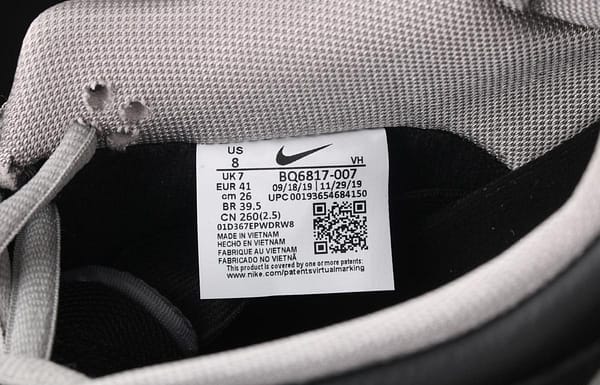 US
8
VH
UK 7
BQ6817-007
EUR 41
09/18/19 | 11/29/19
cm 26
UPC 00193654684150
BR 39.5
CN 260(2.5)
01D367EPWDRW8
MADE IN VIETNAM
HECHO EN VIETNAM
FABRIQUE AU VIETNAM
FABRICADO NO VIETNÃ
This product is covered by one or more patents:
www.nike.com/patentsvirtualmarking